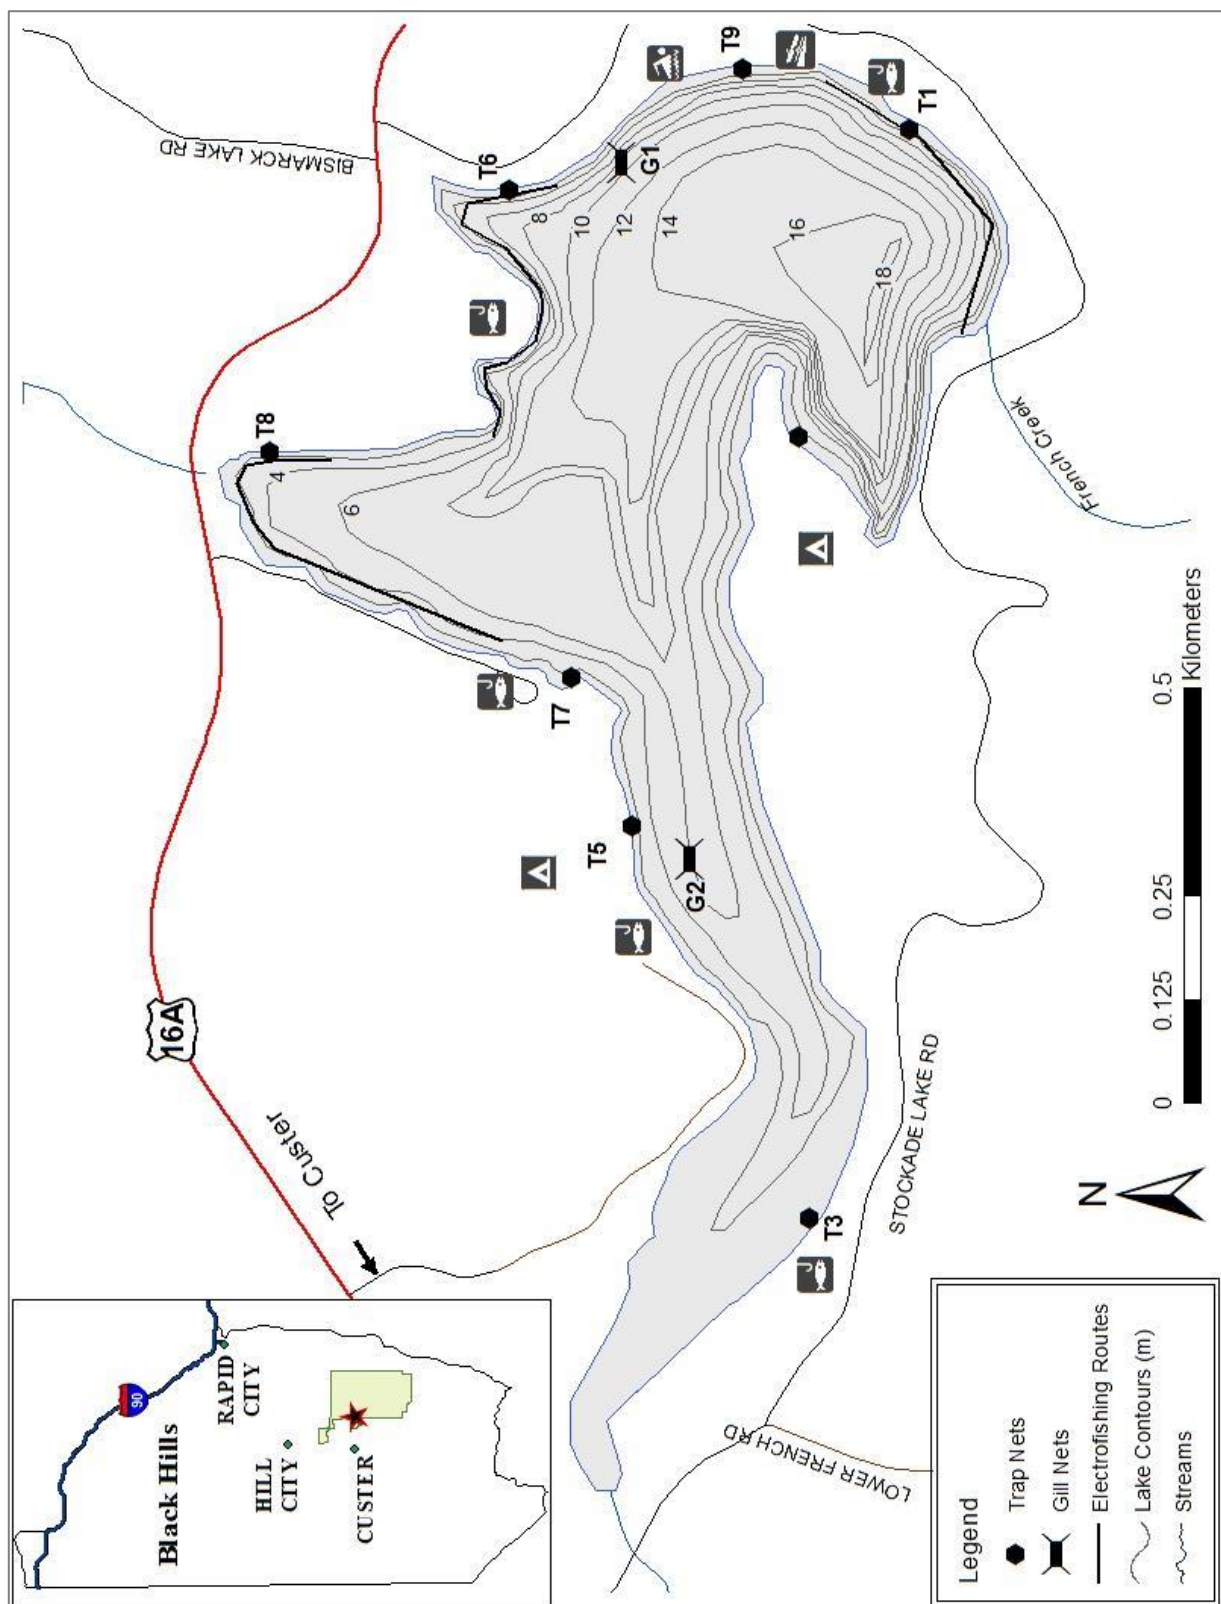 90
Black Hills
RAPID
CITY
HILL
CITY
CUSTER
To Custer
16A
BISMARCK LAKE RD
T8
T6
T9
T1
T7
T5
T3
G1
G2
4
6
8
10
12
14
16
18
French Creek
STOCKADE LAKE RD
LOWER FRENCH RD
Legend
Trap Nets
Gill Nets
Electrofishing Routes
Lake Contours (m)
Streams
N
0 0.125 0.25 0.5
Kilometers